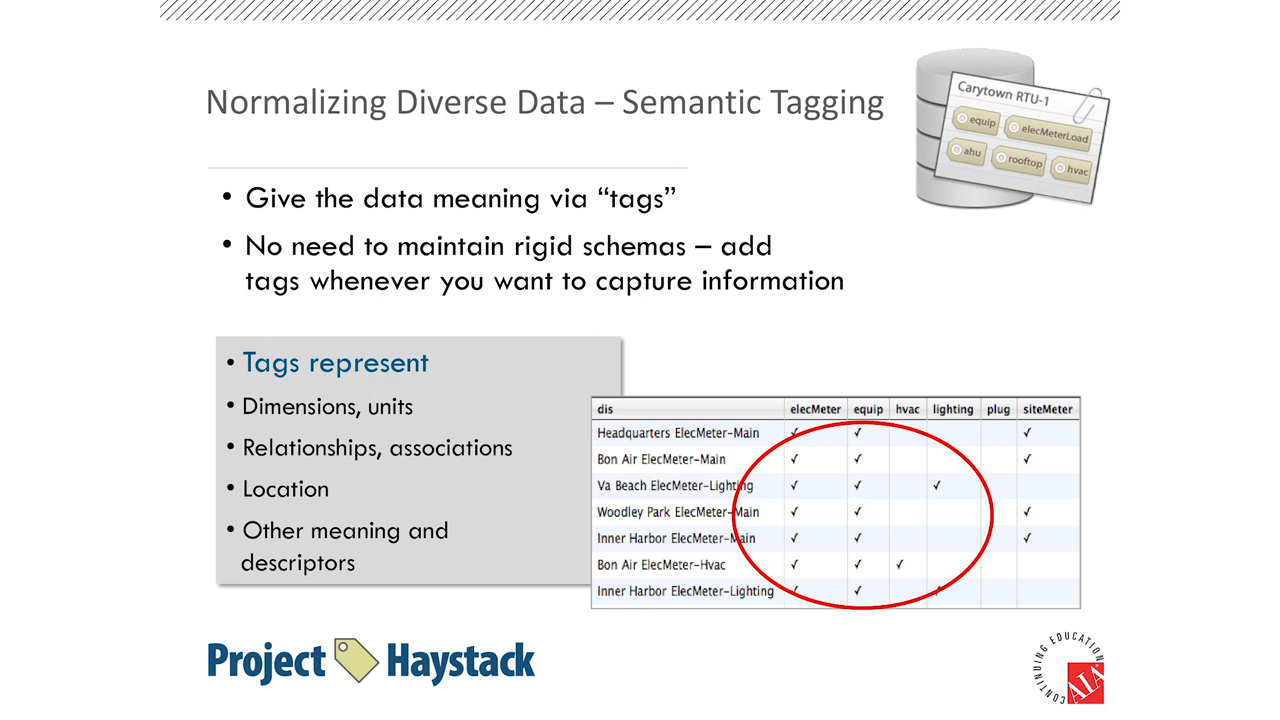 Normalizing Diverse Data – Semantic Tagging
Carytown RTU-1
equip elecMeterLoad
ahu rooftop hvac
• Give the data meaning via “tags”
• No need to maintain rigid schemas – add
tags whenever you want to capture information
• Tags represent
• Dimensions, units
• Relationships, associations
• Location
• Other meaning and
descriptors
dis elecMeter equip hvac lighting plug siteMeter
Headquarters ElecMeter-Main ✓ ✓ ✓
Bon Air ElecMeter-Main ✓ ✓ ✓
Va Beach ElecMeter-Lighting ✓ ✓ ✓
Woodley Park ElecMeter-Main ✓ ✓ ✓
Inner Harbor ElecMeter-Main ✓ ✓ ✓
Bon Air ElecMeter-Hvac ✓ ✓ ✓
Inner Harbor ElecMeter-Lighting ✓ ✓ ✓
Project Haystack
CONTINUING EDUCATION
AIA